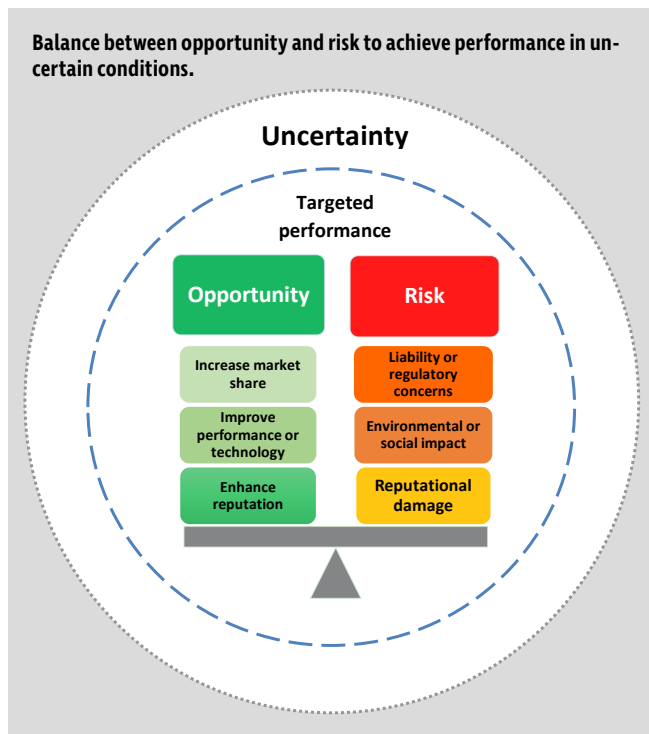 Balance between opportunity and risk to achieve performance in un-
certain conditions.
Uncertainty
Targeted
performance
Opportunity
Risk
Increase market
share
Liability or
regulatory
concerns
Improve
performance or
technology
Environmental or
social impact
Enhance
reputation
Reputational
damage